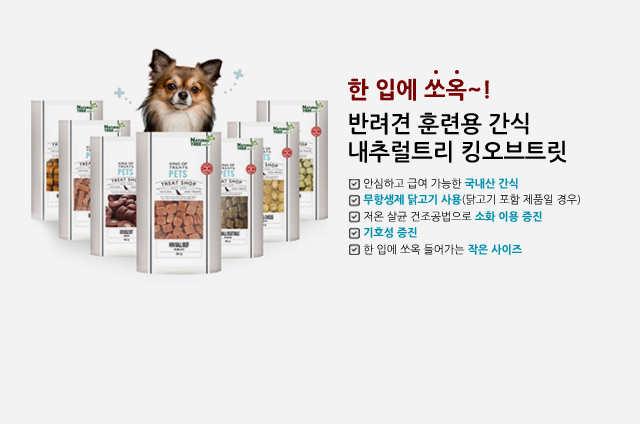 한 입에 쏘옥~!
반려견 훈련용 간식
내추럴트리 킹오브트릿
안심하고 급여 가능한 국내산 간식
무항생제 닭고기 사용(닭고기 포함 제품일 경우)
저온 살균 건조공법으로 소화 이용 증진
기호성 증진
한 입에 쏘옥 들어가는 작은 사이즈
NATURAL TREE
KING OF TREATS
PETS
TREAT SHOP
MINI BALL BEEF